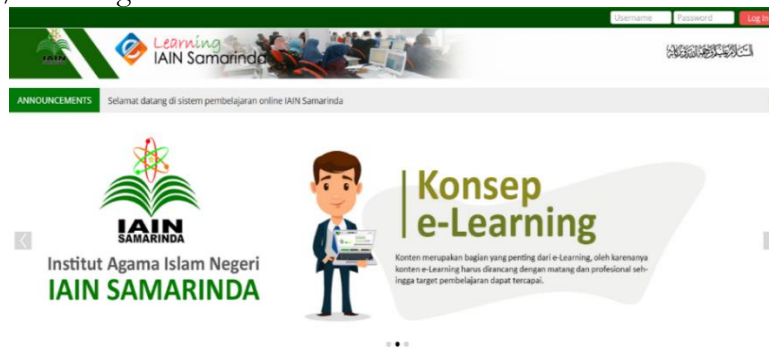 Username Password Log In
IAIN
Learning
IAIN Samarinda
ANNOUNCEMENTS Selamat datang di sistem pembelajaran online IAIN Samarinda
IAIN
SAMARINDA
Institut Agama Islam Negeri
IAIN SAMARINDA
Konsep
e-Learning
Konten merupakan bagian yang penting dari e-Learning, oleh karenanya
konten e-Learning harus dirancang dengan matang dan profesional seh-
ingga target pembelajaran dapat tercapai.